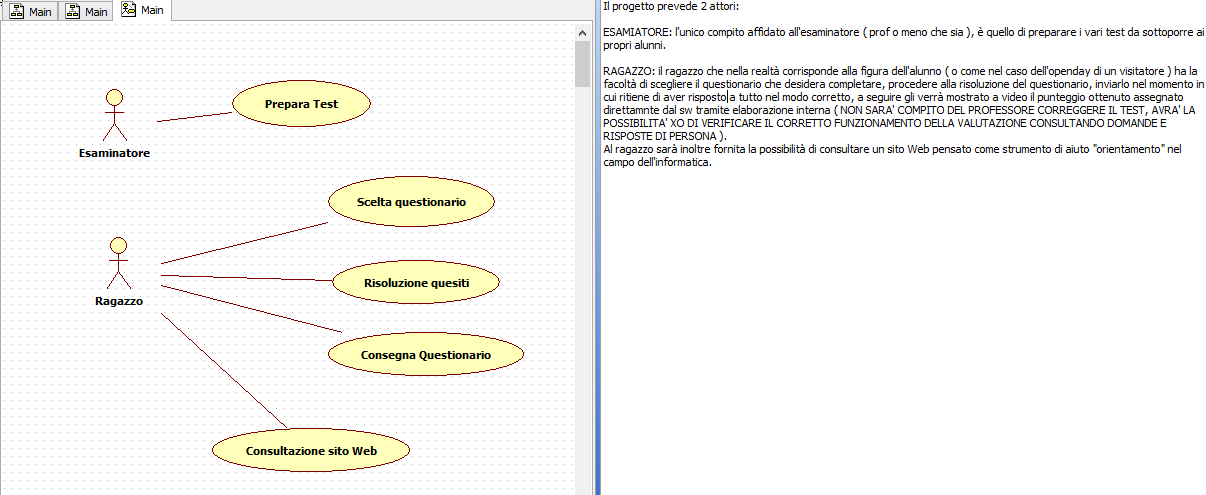 Main
Main
Main
Prepara Test
Esaminatore
Scelta questionario
Risoluzione quesiti
Ragazzo
Consegna Questionario
Consultazione sito Web
Il progetto prevede 2 attori:
ESAMIATORE: l'unico compito affidato all'esaminatore ( prof o meno che sia ), è quello di preparare i vari test da sottoporre ai
propri alunni.
RAGAZZO: il ragazzo che nella realtà corrisponde alla figura dell'alunno ( o come nel caso dell'openday di un visitatore ) ha la
facoltà di scegliere il questionario che desidera completare, procedere alla risoluzione del questionario, inviarlo nel momento in
cui ritiene di aver risposto a tutto nel modo corretto, a seguire gli verrà mostrato a video il punteggio ottenuto assegnato
direttamnte dal sw tramite elaborazione interna ( NON SARA' COMPITO DEL PROFESSORE CORREGGERE IL TEST, AVRA' LA
POSSIBILITA' XO DI VERIFICARE IL CORRETTO FUNZIONAMENTO DELLA VALUTAZIONE CONSULTANDO DOMANDE E
RISPOSTE DI PERSONA ).
Al ragazzo sarà inoltre fornita la possibilità di consultare un sito Web pensato come strumento di aiuto "orientamento" nel
campo dell'informatica.